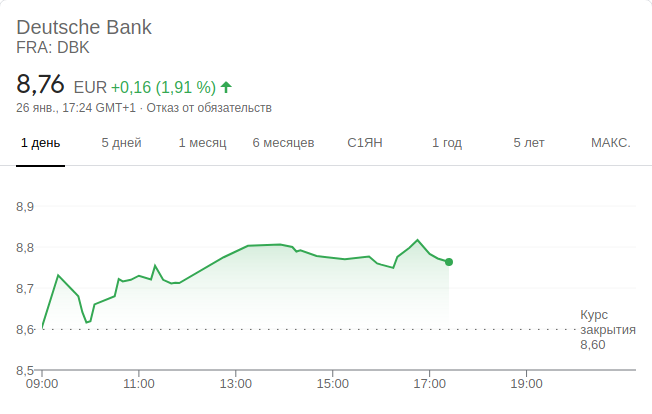 Deutsche Bank
FRA: DBK
8,76 EUR +0,16 (1,91 %)
26 янв., 17:24 GMT+1 · Отказ от обязательств
1 день 5 дней 1 месяц 6 месяцев С1ЯН 1 год 5 лет МАКС.
8,9
8,8
8,7
8,6
Курс
закрытия
8,60
8,5
09:00 11:00 13:00 15:00 17:00 19:00